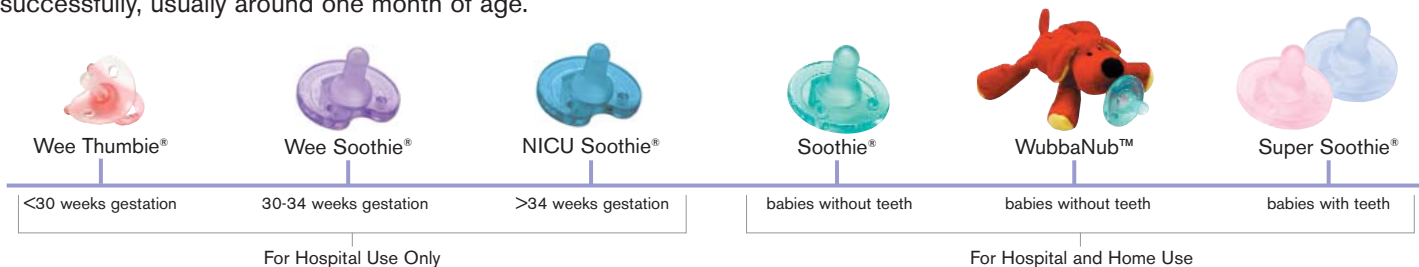 successfully, usually around one month of age.
Wee Thumbie® Wee Soothie® NICU Soothie® Soothie® WubbaNub™ Super Soothie®
<30 weeks gestation 30-34 weeks gestation >34 weeks gestation babies without teeth babies without teeth babies with teeth
For Hospital Use Only For Hospital and Home Use